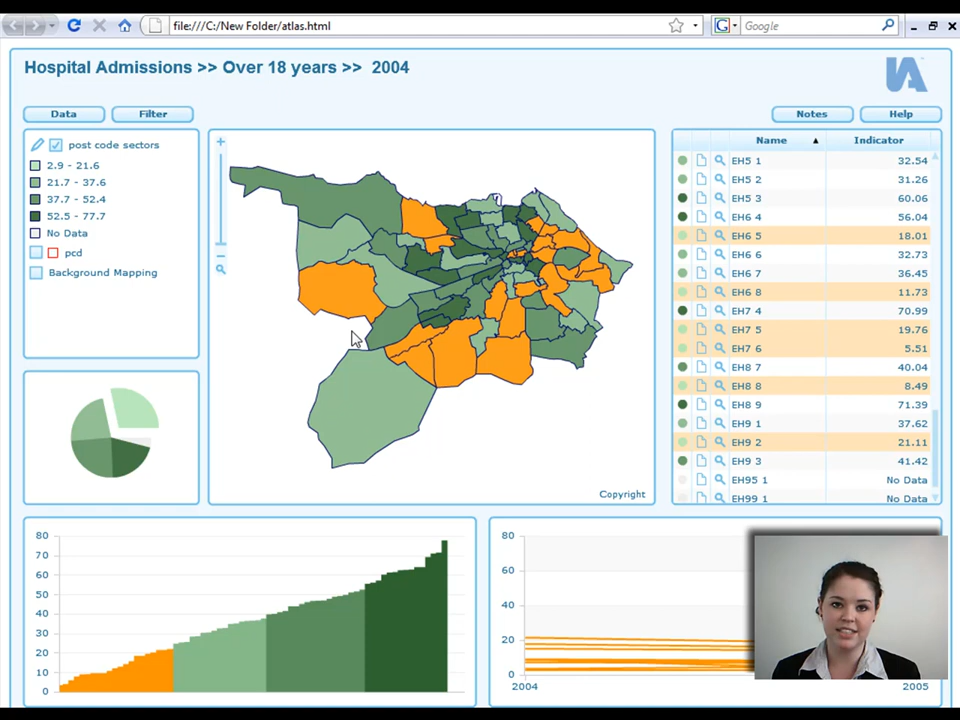 file:///C:/New Folder/atlas.html
Google
Hospital Admissions >> Over 18 years >> 2004
IA
Data
Filter
Notes
Help
post code sectors
2.9 - 21.6
21.7 - 37.6
37.7 - 52.4
52.5 - 77.7
No Data
pcd
Background Mapping
Copyright
Name Indicator
EH5 1 32.54
EH5 2 31.26
EH5 3 60.06
EH6 4 56.04
EH6 5 18.01
EH6 6 32.73
EH6 7 36.45
EH6 8 11.73
EH7 4 70.99
EH7 5 19.76
EH7 6 5.51
EH8 7 40.04
EH8 8 8.49
EH8 9 71.39
EH9 1 37.62
EH9 2 21.11
EH9 3 41.42
EH95 1 No Data
EH99 1 No Data
80
70
60
50
40
30
20
10
0
80
60
40
20
0
2004 2005